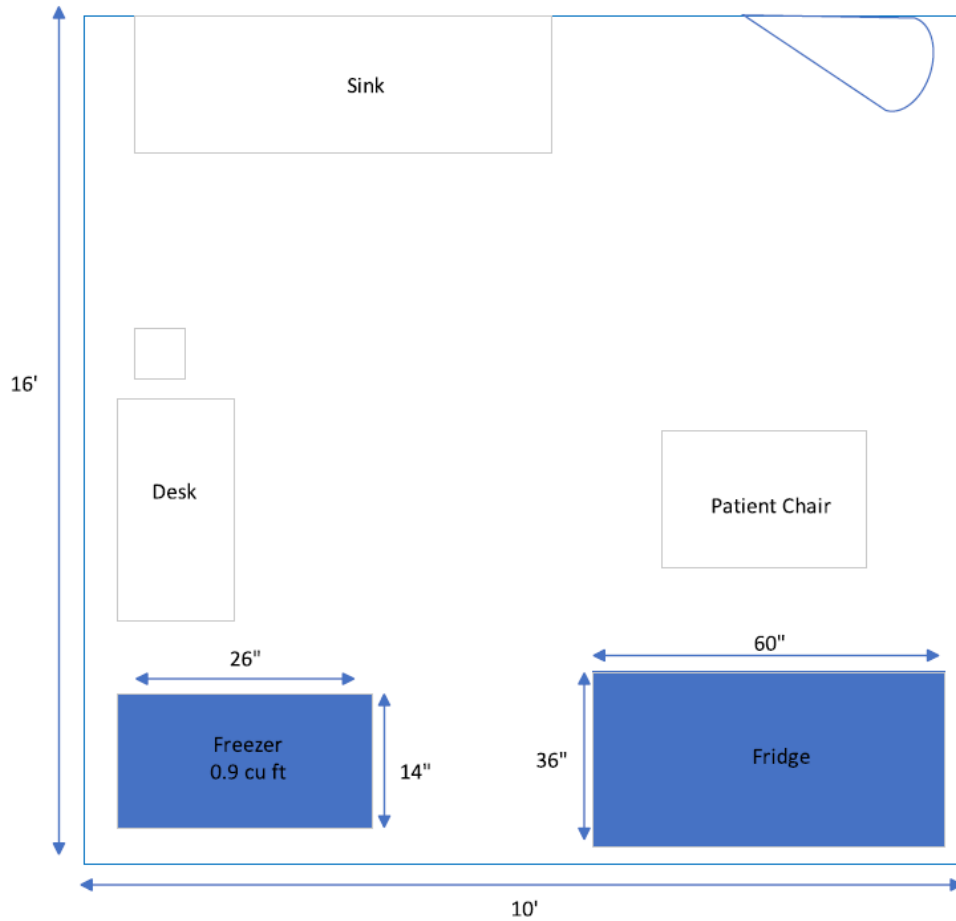 Sink
16'
Desk
Patient Chair
26"
60"
Freezer
0.9 cu ft
14"
36"
Fridge
10'